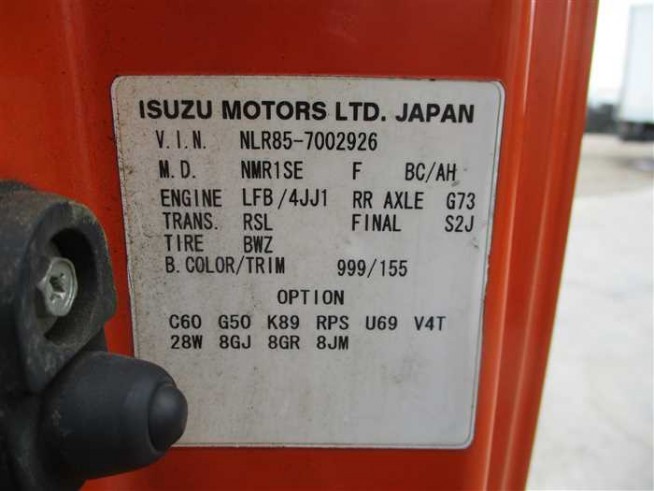 ISUZU MOTORS LTD. JAPAN
V.I.N. NLR85-7002926
M.D. NMR1SE F BC/AH
ENGINE LFB/4JJ1 RR AXLE G73
TRANS. RSL FINAL S2J
TIRE BWZ
B.COLOR/TRIM 999/155
OPTION
C60 G50 K89 RPS U69 V4T
28W 8GJ 8GR 8JM